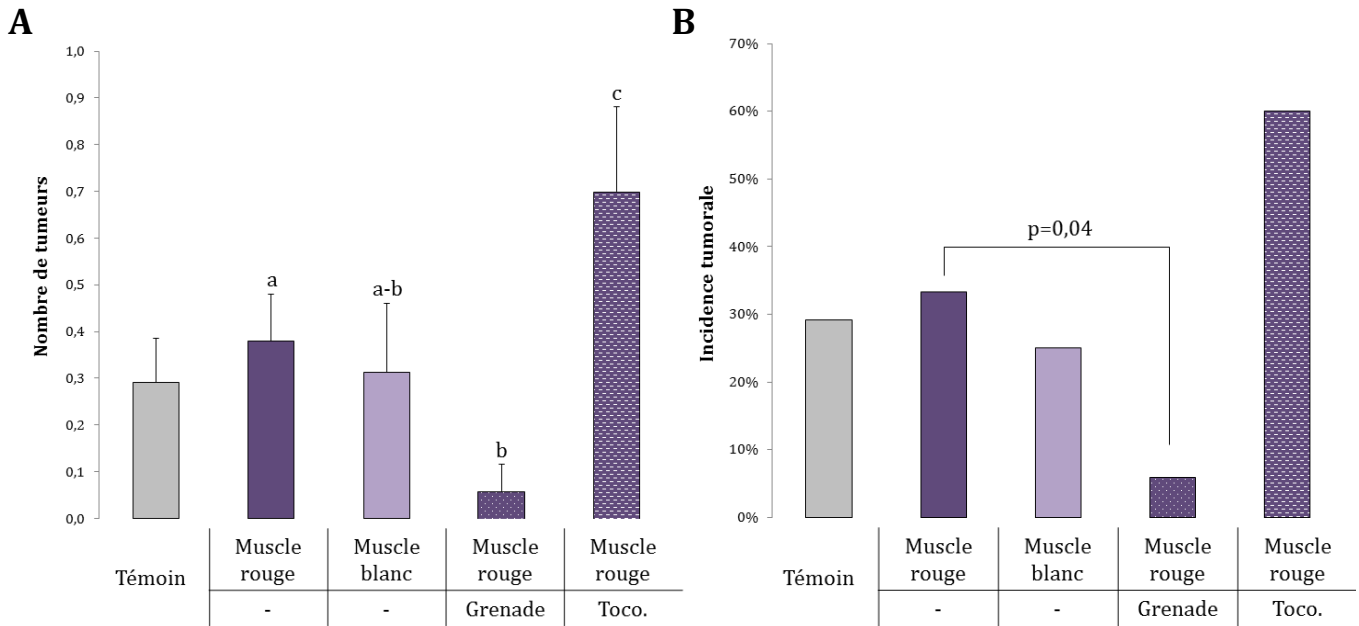 A
Nombre de tumeurs
1,0
0,9
0,8
0,7
0,6
0,5
0,4
0,3
0,2
0,1
0,0
a
a-b
b
c
Témoin
Muscle rouge
-
Muscle blanc
-
Muscle rouge
Grenade
Muscle rouge
Toco.
B
Incidence tumorale
70%
60%
50%
40%
30%
20%
10%
0%
p=0,04
Témoin
Muscle rouge
-
Muscle blanc
-
Muscle rouge
Grenade
Muscle rouge
Toco.